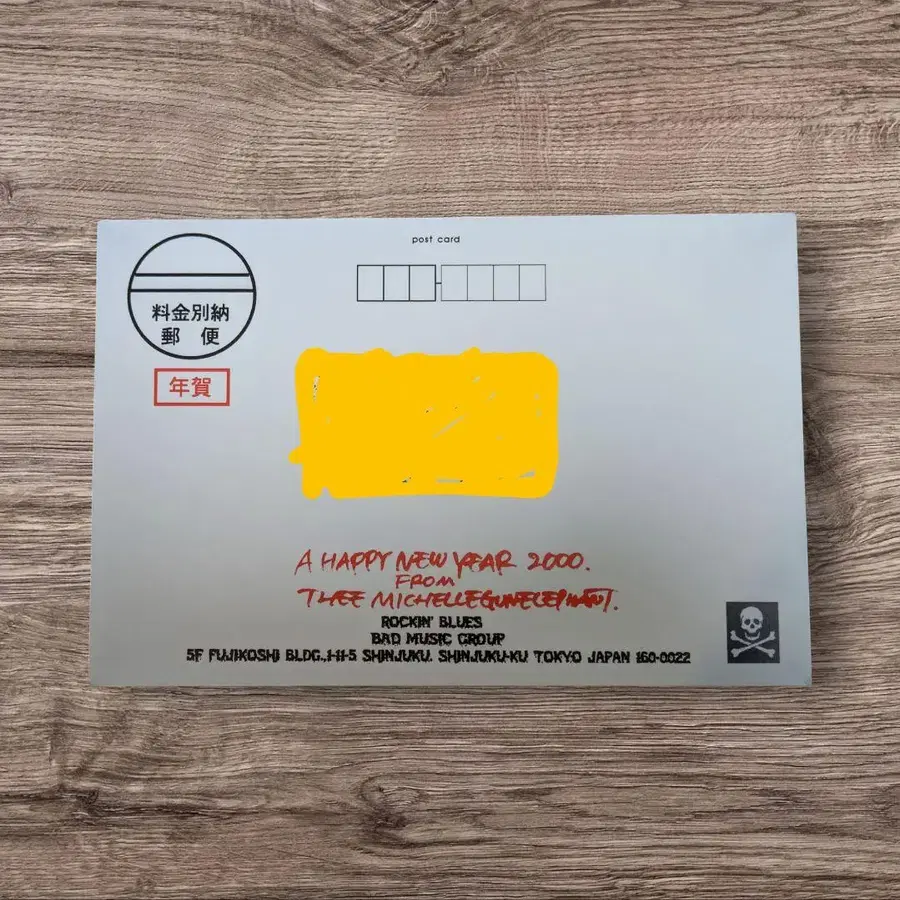 post card
料金別納
郵 便
年賀
A HAPPY NEW YEAR 2000.
FROM
THEE MICHELLEGUNELEPHANT.
ROCKIN' BLUES
BAD MUSIC GROUP
5F FUJIKOSHI BLDG.,1-11-5 SHINJUKU. SHINJUKU-KU TOKYO JAPAN 160-0022